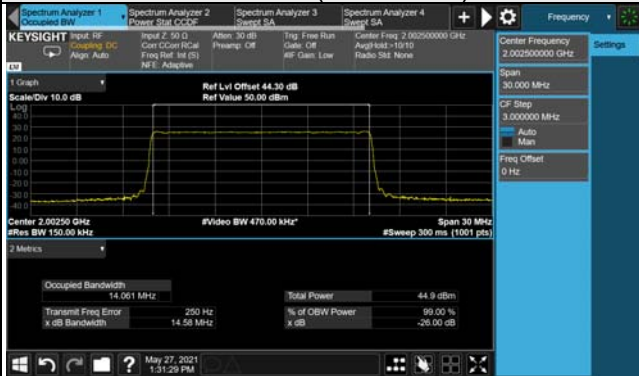 Spectrum Analyzer 1
Occupied BW
Spectrum Analyzer 2
Power Stat CCDF
Spectrum Analyzer 3
Swept SA
Spectrum Analyzer 4
Swept SA
+
Frequency
KEYSIGHT
Input: RF
Coupling: DC
Align: Auto
Input Z: 50 Ω
Corr CCorr RCal
Freq Ref: Int (S)
NFE: Adaptive
Atten: 30 dB
Preamp: Off
Trig: Free Run
Gate: Off
#IF Gain: Low
Center Freq: 2.002500000 GHz
Avg|Hold:>10/10
Radio Std: None
LXI
1 Graph
Scale/Div 10.0 dB
Ref Lvl Offset 44.30 dB
Ref Value 50.00 dBm
Log
40.0
30.0
20.0
10.0
0.00
-10.0
-20.0
-30.0
-40.0
Center 2.00250 GHz
#Res BW 150.00 kHz
#Video BW 470.00 kHz*
Span 30 MHz
#Sweep 300 ms (1001 pts)
2 Metrics
Occupied Bandwidth
14.061 MHz
Transmit Freq Error 250 Hz
x dB Bandwidth 14.58 MHz
Total Power 44.9 dBm
% of OBW Power 99.00 %
x dB -26.00 dB
Center Frequency
2.002500000 GHz
Span
30.000 MHz
CF Step
3.000000 MHz
Auto
Man
Freq Offset
0 Hz
Settings
?
May 27, 2021
1:31:29 PM